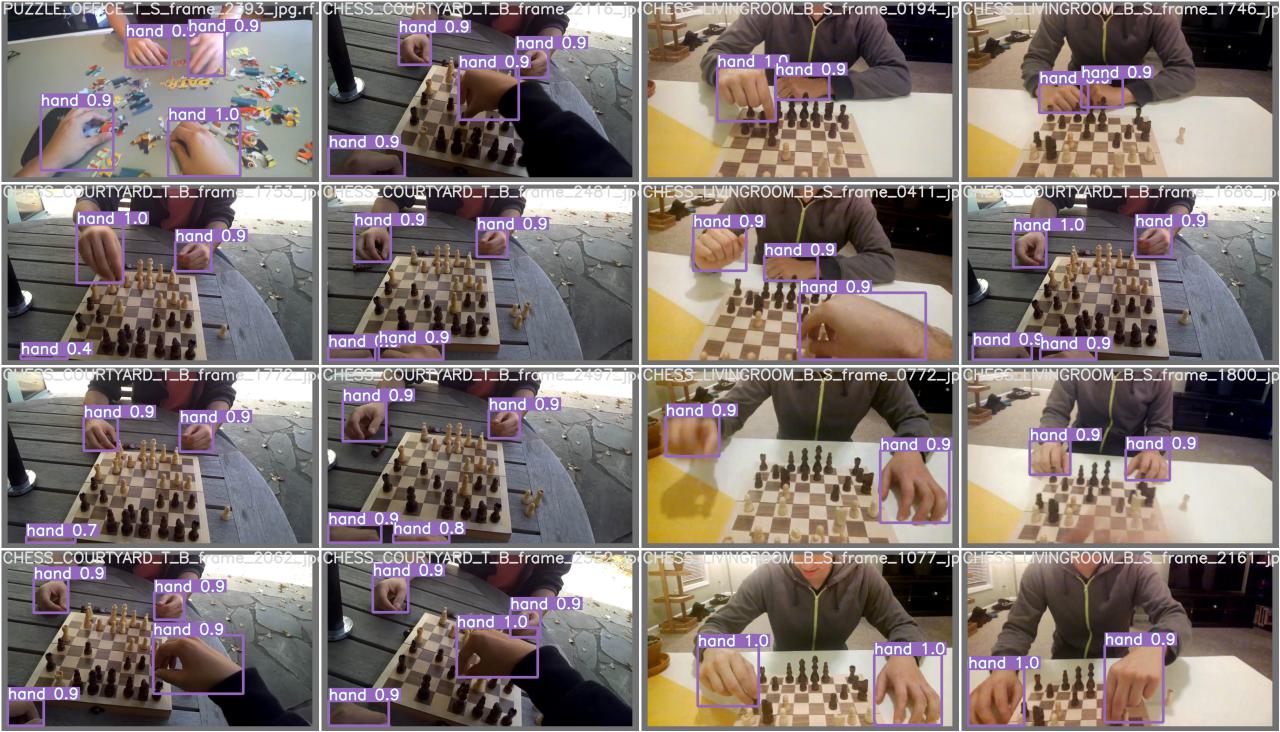 PUZZLE_OFFICE_T_S_frame_2393_jpg.rf.
hand 0.9
hand 0.9
hand 1.0
CHESS_COURTYARD_T_B_frame_2116_jp
hand 0.9
hand 0.9
hand 0.9
hand 0.9
CHESS_LIVINGROOM_B_S_frame_0194_jp
hand 1.0
hand 0.9
CHESS_LIVINGROOM_B_S_frame_1746_jp
hand 0.9
CHESS_COURTYARD_T_B_frame_1753_jp
hand 1.0
hand 0.9
hand 0.4
CHESS_COURTYARD_T_B_frame_2481_jp
hand 0.9
hand 0.9
hand 0.9
CHESS_LIVINGROOM_B_S_frame_0411_jp
hand 0.9
hand 0.9
hand 0.9
CHESS_COURTYARD_T_B_frame_1686_jp
hand 1.0
hand 0.9
hand 0.9
hand 0.9
CHESS_COURTYARD_T_B_frame_1772_jp
hand 0.9
hand 0.9
hand 0.7
CHESS_COURTYARD_T_B_frame_2497_jp
hand 0.9
hand 0.9
hand 0.9
hand 0.8
CHESS_LIVINGROOM_B_S_frame_0772_jp
hand 0.9
hand 0.9
CHESS_LIVINGROOM_B_S_frame_1800_jp
hand 0.9
hand 0.9
CHESS_COURTYARD_T_B_frame_2062_jp
hand 0.9
hand 0.9
hand 0.9
hand 0.9
CHESS_COURTYARD_T_B_frame_2552_jp
hand 0.9
hand 0.9
hand 1.0
hand 0.9
CHESS_LIVINGROOM_B_S_frame_1077_jp
hand 1.0
hand 1.0
CHESS_LIVINGROOM_B_S_frame_2161_jp
hand 0.9
hand 1.0